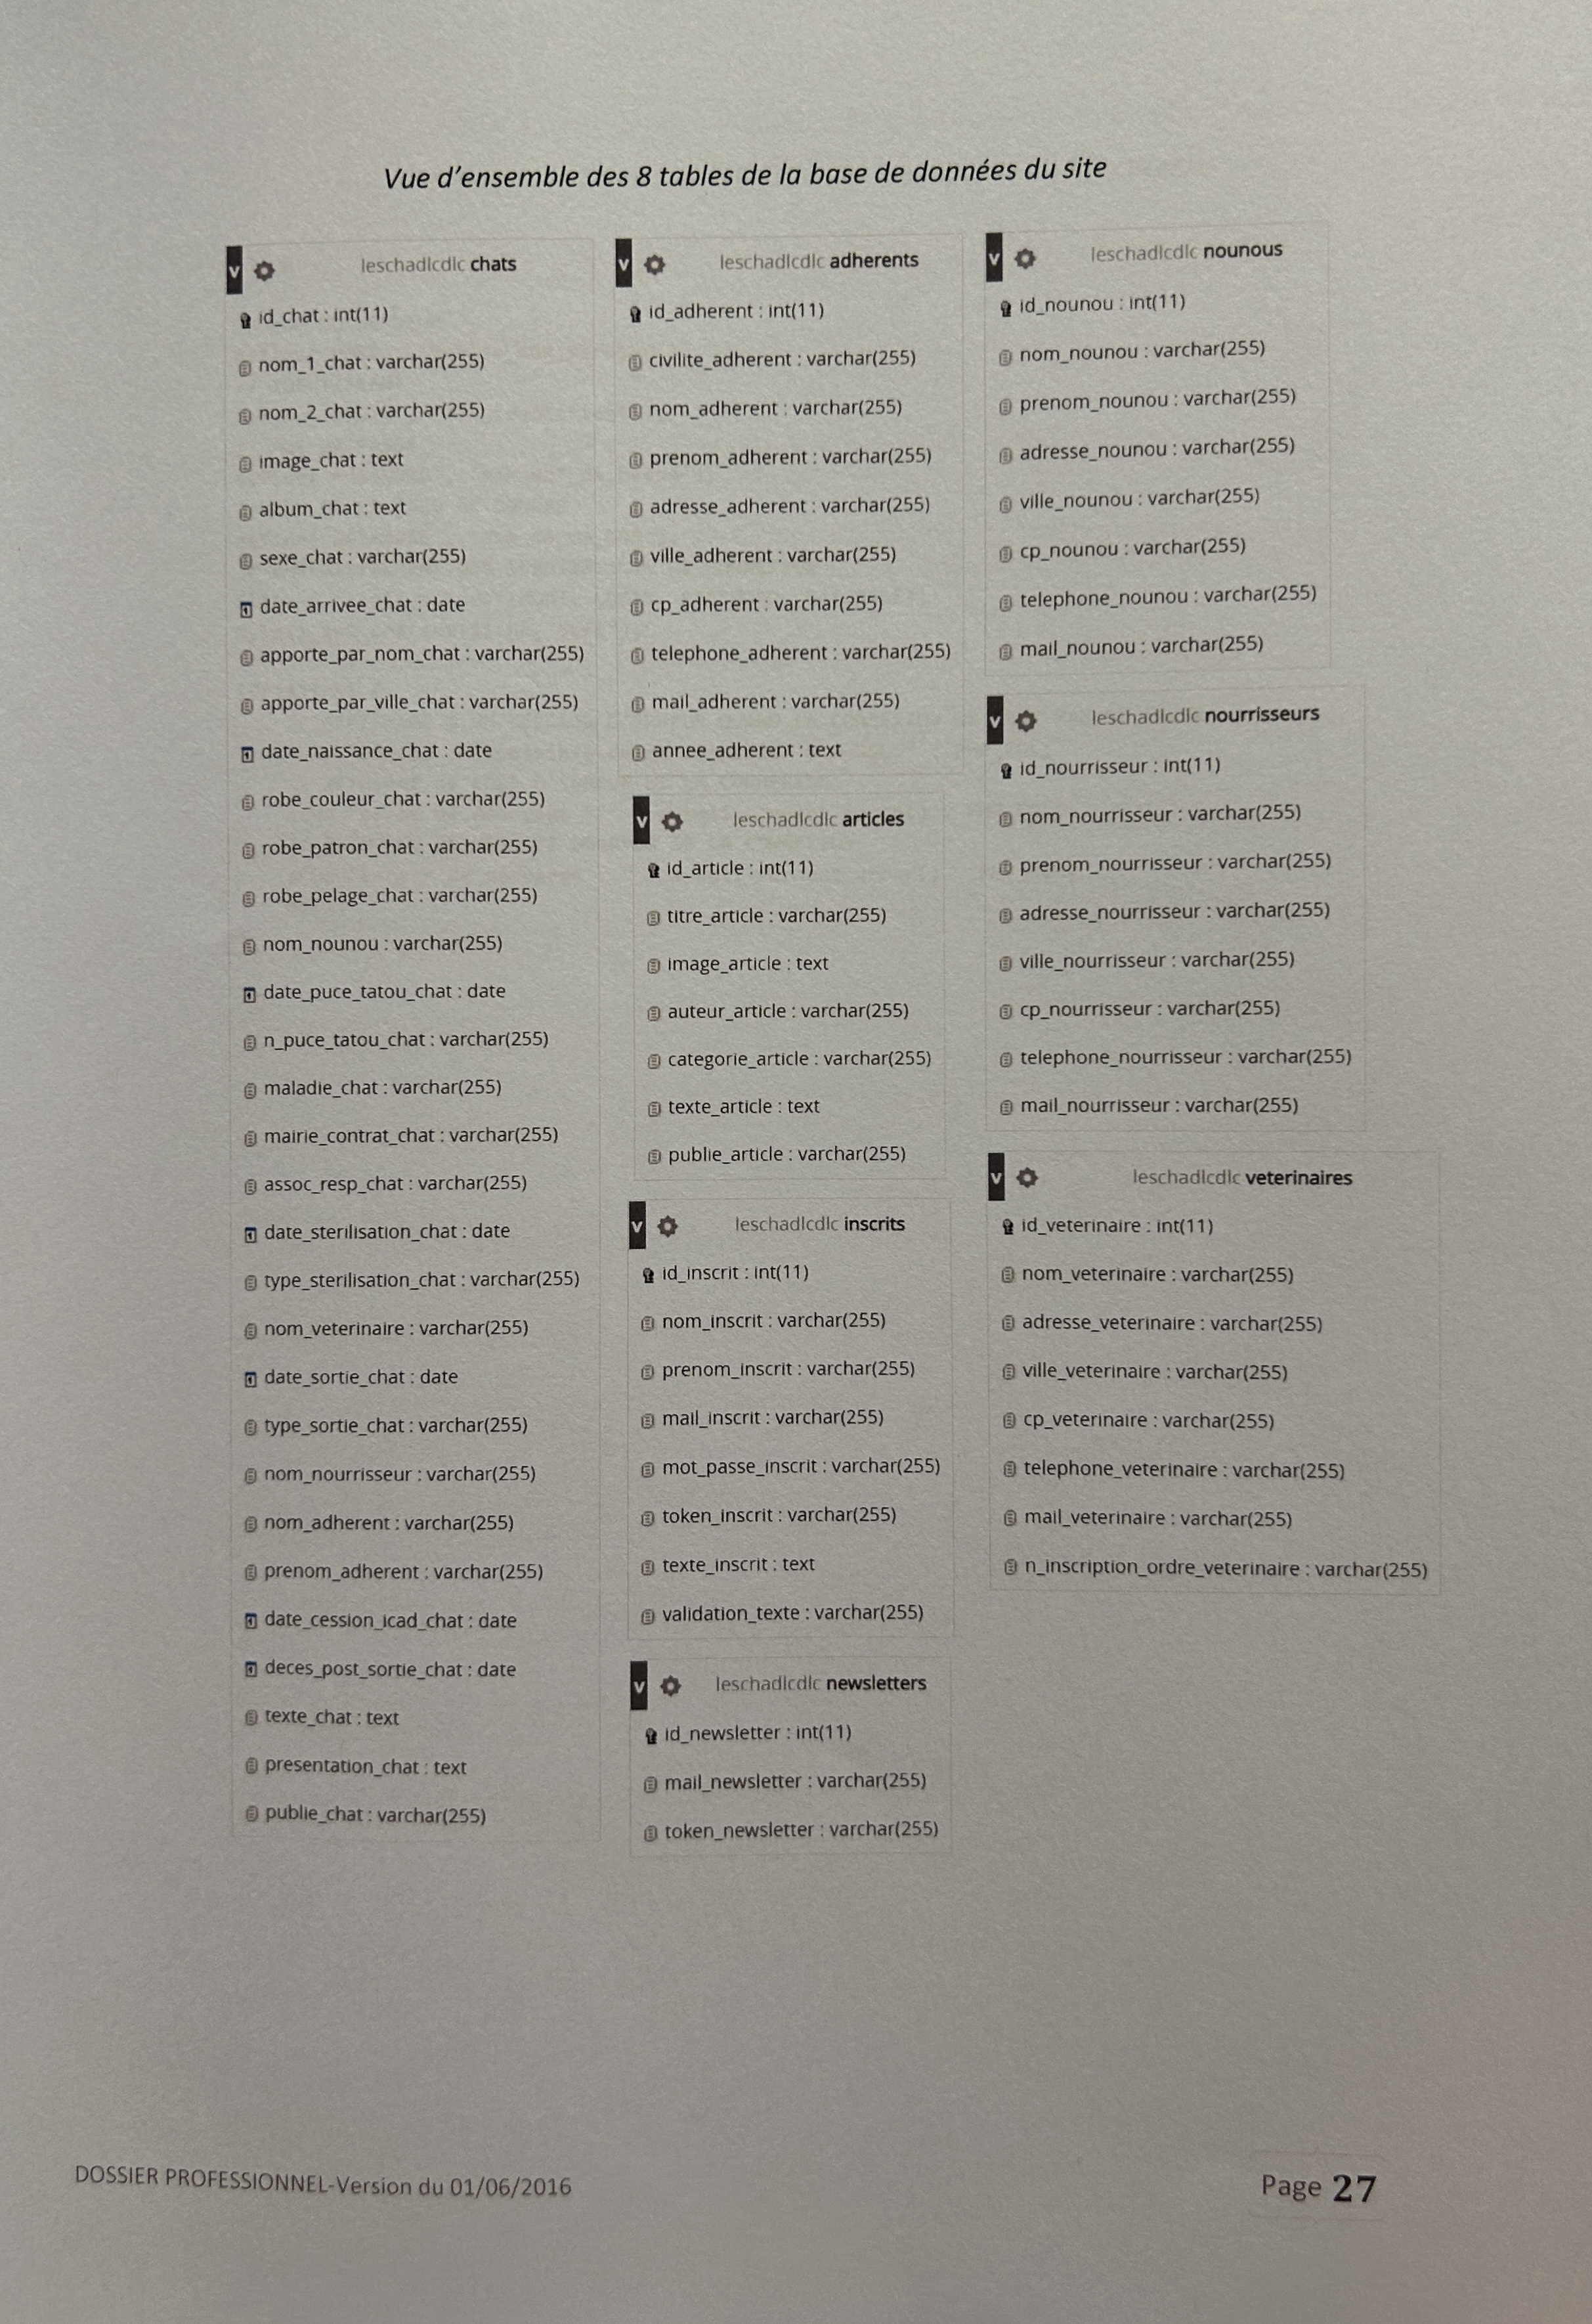 Vue d'ensemble des 8 tables de la base de données du site
v leschadlcdlc chats
id_chat : int(11)
nom_1_chat : varchar(255)
nom_2_chat : varchar(255)
image_chat : text
album_chat : text
sexe_chat : varchar(255)
date_arrivee_chat : date
apporte_par_nom_chat : varchar(255)
apporte_par_ville_chat : varchar(255)
date_naissance_chat : date
robe_couleur_chat : varchar(255)
robe_patron_chat : varchar(255)
robe_pelage_chat : varchar(255)
nom_nounou : varchar(255)
date_puce_tatou_chat : date
n_puce_tatou_chat : varchar(255)
maladie_chat : varchar(255)
mairie_contrat_chat : varchar(255)
assoc_resp_chat : varchar(255)
date_sterilisation_chat : date
type_sterilisation_chat : varchar(255)
nom_veterinaire : varchar(255)
date_sortie_chat : date
type_sortie_chat : varchar(255)
nom_nourrisseur : varchar(255)
nom_adherent : varchar(255)
prenom_adherent : varchar(255)
date_cession_icad_chat : date
deces_post_sortie_chat : date
texte_chat : text
presentation_chat : text
publie_chat : varchar(255)
v leschadlcdlc adherents
id_adherent : int(11)
civilite_adherent : varchar(255)
nom_adherent : varchar(255)
prenom_adherent : varchar(255)
adresse_adherent : varchar(255)
ville_adherent : varchar(255)
cp_adherent : varchar(255)
telephone_adherent : varchar(255)
mail_adherent : varchar(255)
annee_adherent : text
v leschadlcdlc articles
id_article : int(11)
titre_article : varchar(255)
image_article : text
auteur_article : varchar(255)
categorie_article : varchar(255)
texte_article : text
publie_article : varchar(255)
v leschadlcdlc inscrits
id_inscrit : int(11)
nom_inscrit : varchar(255)
prenom_inscrit : varchar(255)
mail_inscrit : varchar(255)
mot_passe_inscrit : varchar(255)
token_inscrit : varchar(255)
texte_inscrit : text
validation_texte : varchar(255)
v leschadlcdlc newsletters
id_newsletter : int(11)
mail_newsletter : varchar(255)
token_newsletter : varchar(255)
v leschadlcdlc nounous
id_nounou : int(11)
nom_nounou : varchar(255)
prenom_nounou : varchar(255)
adresse_nounou : varchar(255)
ville_nounou : varchar(255)
cp_nounou : varchar(255)
telephone_nounou : varchar(255)
mail_nounou : varchar(255)
v leschadlcdlc nourrisseurs
id_nourrisseur : int(11)
nom_nourrisseur : varchar(255)
prenom_nourrisseur : varchar(255)
adresse_nourrisseur : varchar(255)
ville_nourrisseur : varchar(255)
cp_nourrisseur : varchar(255)
telephone_nourrisseur : varchar(255)
mail_nourrisseur : varchar(255)
v leschadlcdlc veterinaires
id_veterinaire : int(11)
nom_veterinaire : varchar(255)
adresse_veterinaire : varchar(255)
ville_veterinaire : varchar(255)
cp_veterinaire : varchar(255)
telephone_veterinaire : varchar(255)
mail_veterinaire : varchar(255)
n_inscription_ordre_veterinaire : varchar(255)
DOSSIER PROFESSIONNEL-Version du 01/06/2016
Page 27